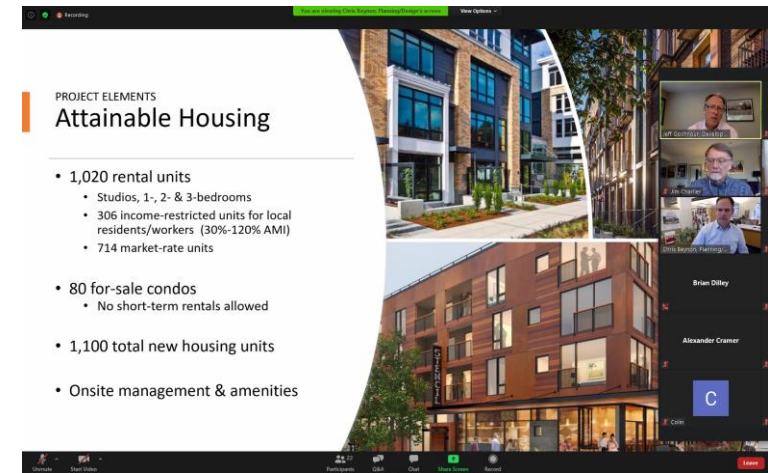 Recording
You are viewing Chris Beynon, Planning/Design's screen
View Options
PROJECT ELEMENTS
Attainable Housing
• 1,020 rental units
• Studios, 1-, 2- & 3-bedrooms
• 306 income-restricted units for local
residents/workers (30%-120% AMI)
• 714 market-rate units
• 80 for-sale condos
• No short-term rentals allowed
• 1,100 total new housing units
• Onsite management & amenities
Jim Charlier
Chris Beynon,
Brian Dilley
Alexander Cramer
C
Colin
Unmute
Start Video
Participants
Q&A
Chat
Share Screen
Record
Leave